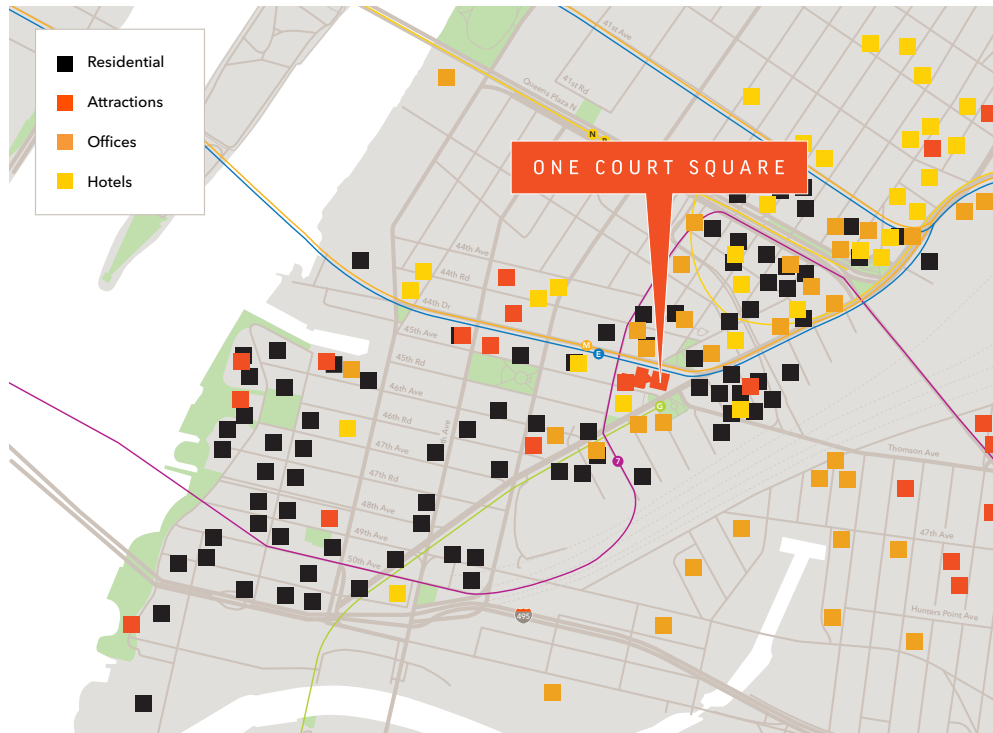 Residential
Attractions
Offices
Hotels
41st Ave
41st Rd
Queens Plaza N
N
ONE COURT SQUARE
44th Ave
44th Rd
44th Dr
45th Ave
45th Rd
46th Ave
46th Rd
47th Ave
47th Rd
48th Ave
49th Ave
50th Ave
M
E
G
7
Thomson Ave
47th Ave
Hunters Point Ave
495